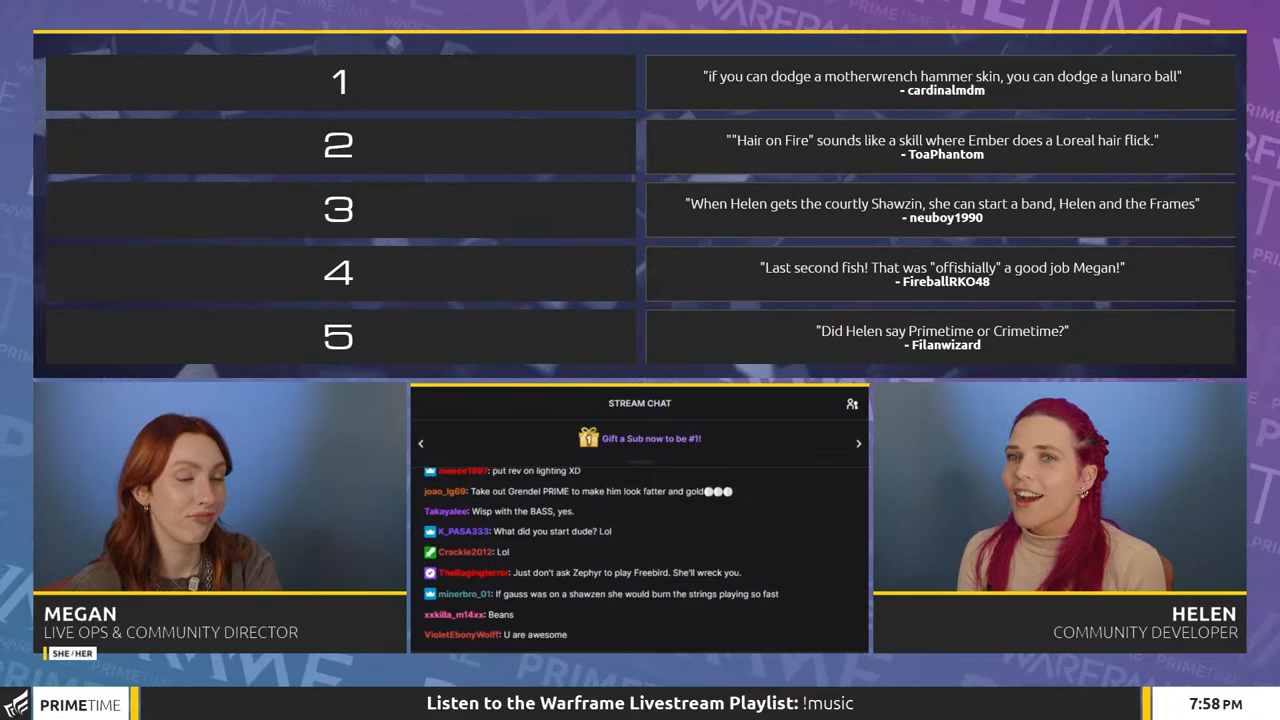 1
"if you can dodge a motherwrench hammer skin, you can dodge a lunaro ball"
- cardinalmdm
2
""Hair on Fire" sounds like a skill where Ember does a Loreal hair flick."
- ToaPhantom
3
"When Helen gets the courtly Shawzin, she can start a band, Helen and the Frames"
- neuboy1990
4
"Last second fish! That was "offishially" a good job Megan!"
- FireballRKO48
5
"Did Helen say Primetime or Crimetime?"
- Filanwizard
STREAM CHAT
1 Gift a Sub now to be #1!
put rev on lighting XD
joao_lg69: Take out Grendel PRIME to make him look fatter and gold
Takayalee: Wisp with the BASS, yes.
K_PASA333: What did you start dude? Lol
Crackle2012: Lol
TheRagingterror: Just don't ask Zephyr to play Freebird. She'll wreck you.
minerbro_01: If gauss was on a shawzen she would burn the strings playing so fast
xxkilla_m14xx: Beans
VioletEbonyWolff: U are awesome
MEGAN
LIVE OPS & COMMUNITY DIRECTOR
SHE/HER
HELEN
COMMUNITY DEVELOPER
PRIMETIME
Listen to the Warframe Livestream Playlist: !music
7:58 PM